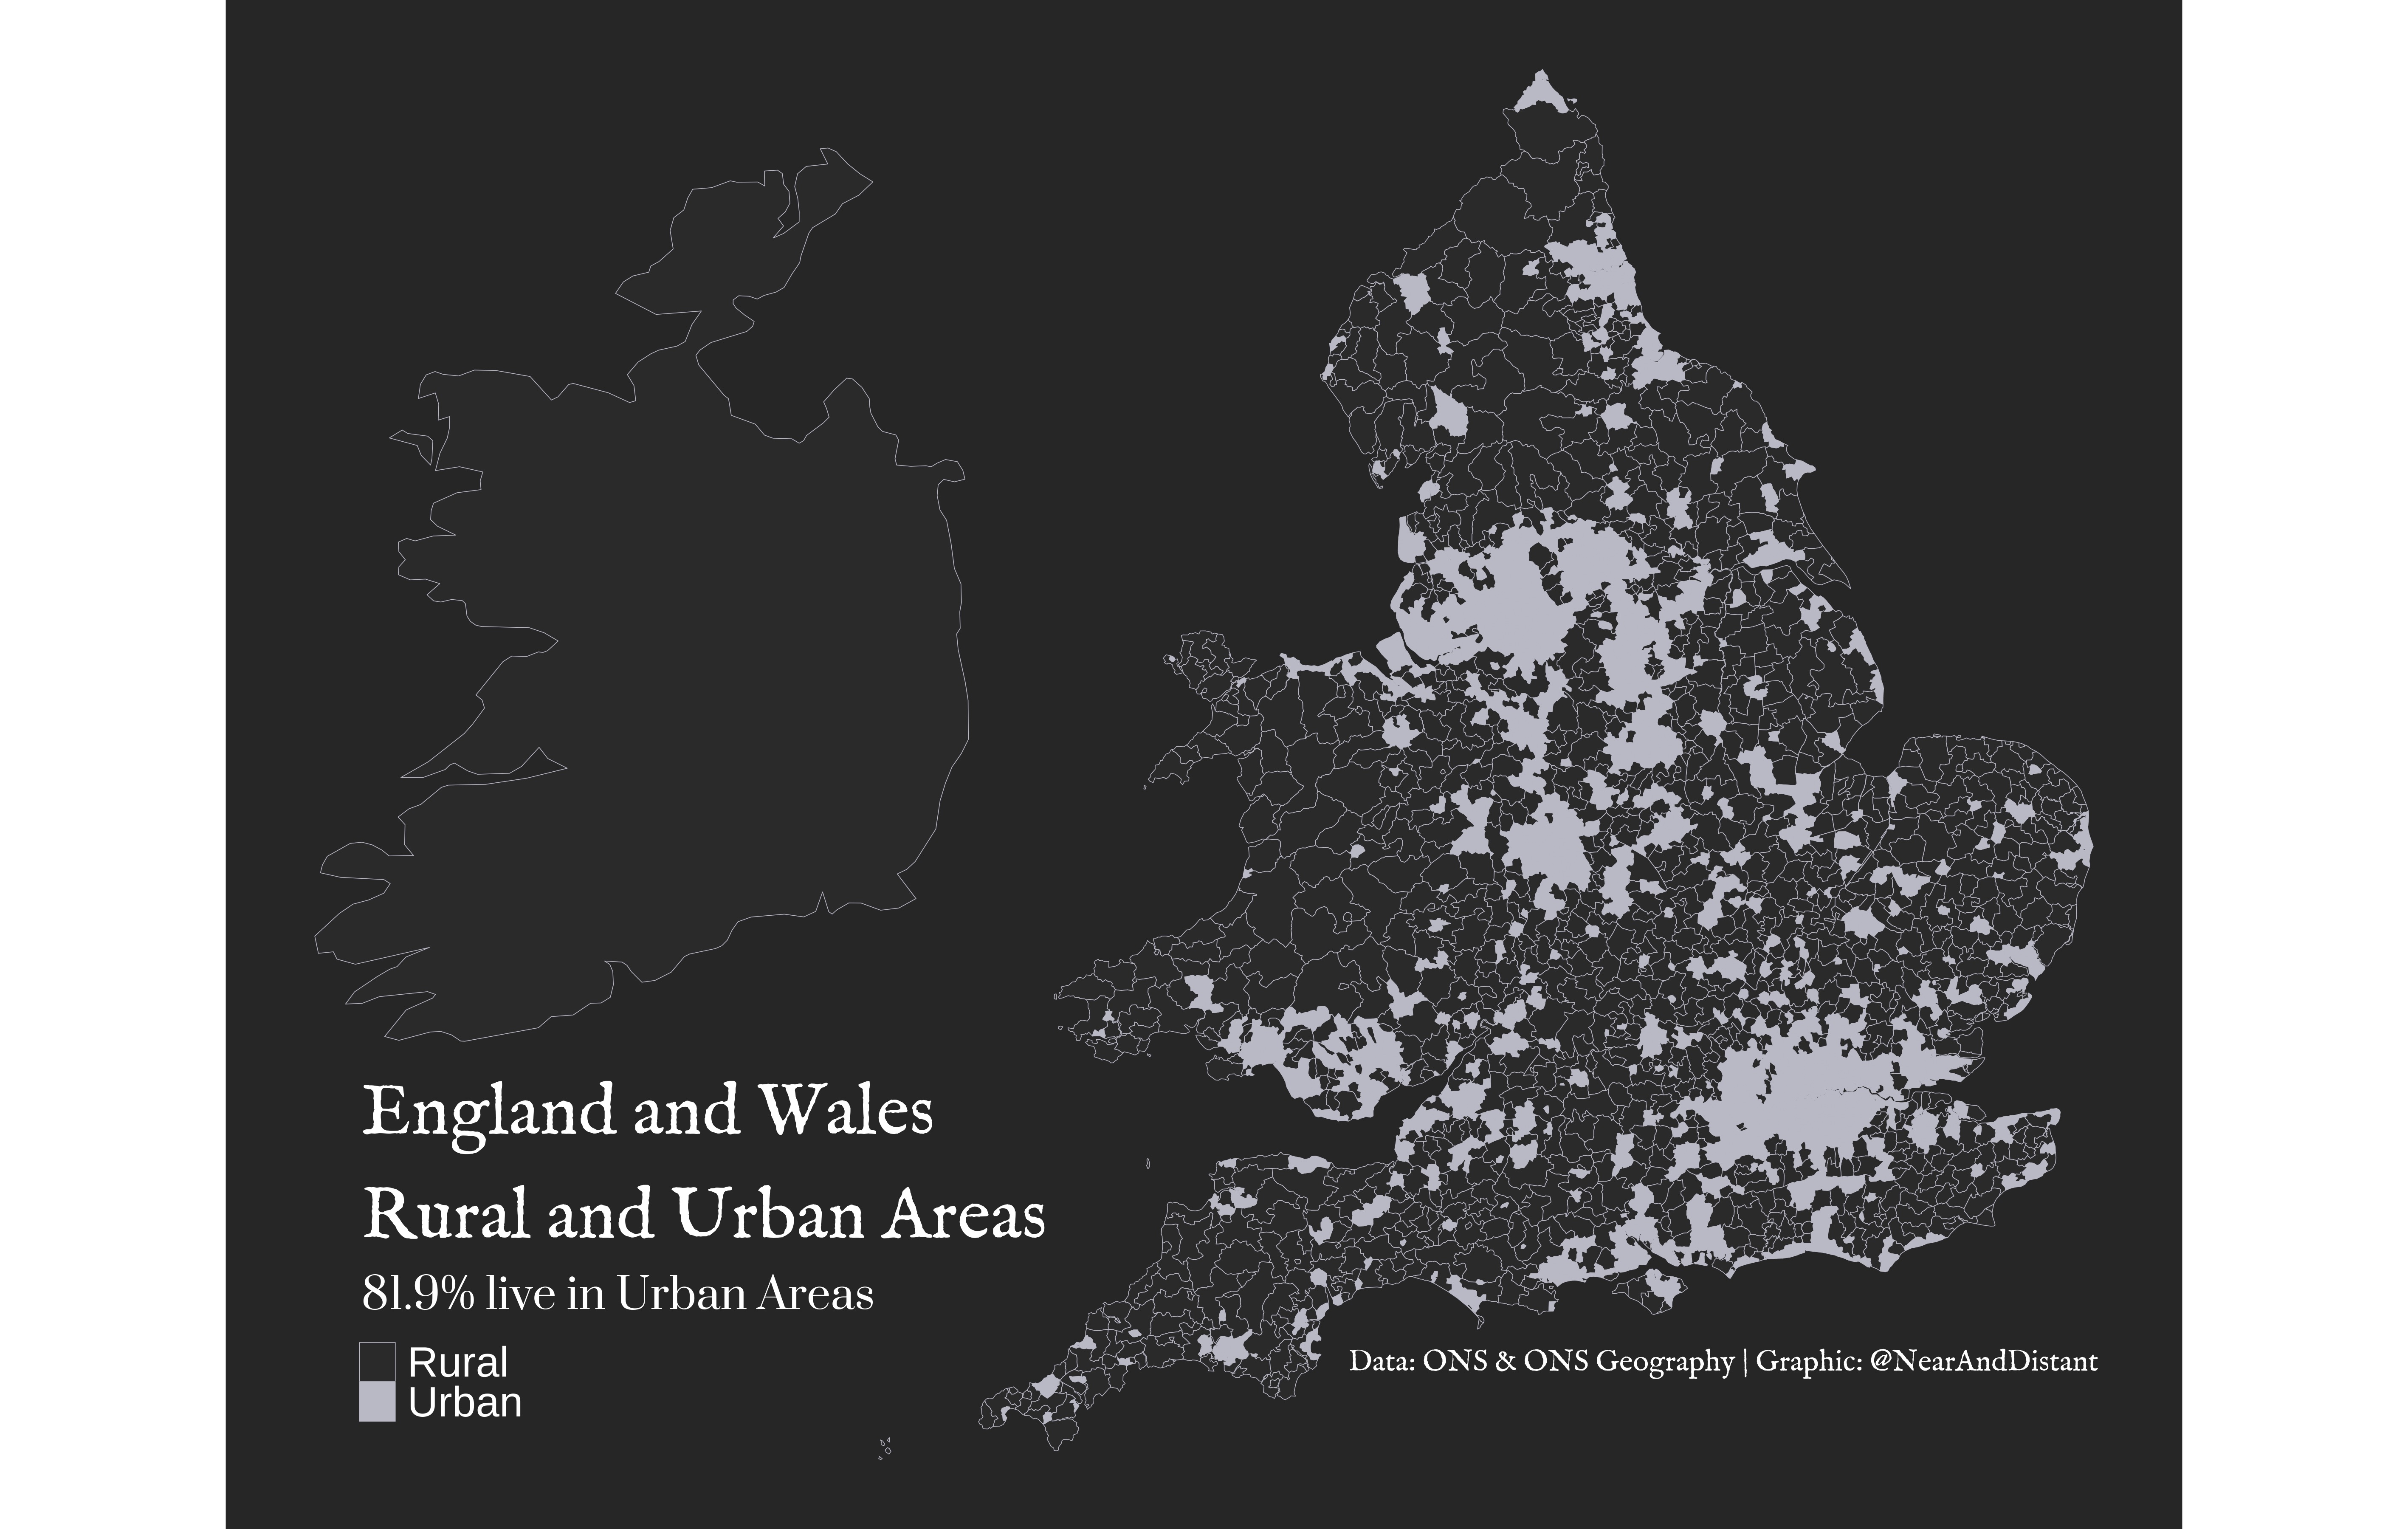 England and Wales
Rural and Urban Areas
81.9% live in Urban Areas
Rural
Urban
Data: ONS & ONS Geography | Graphic: @NearAndDistant